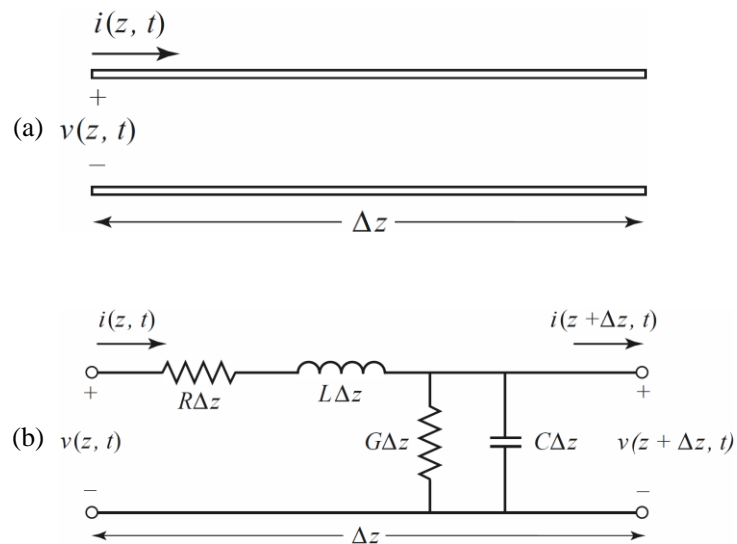 i(z, t)
+
(a) v(z, t)
−
Δz
i(z, t) i(z +Δz, t)
+ RΔz LΔz +
(b) v(z, t) GΔz CΔz v(z + Δz, t)
− −
Δz